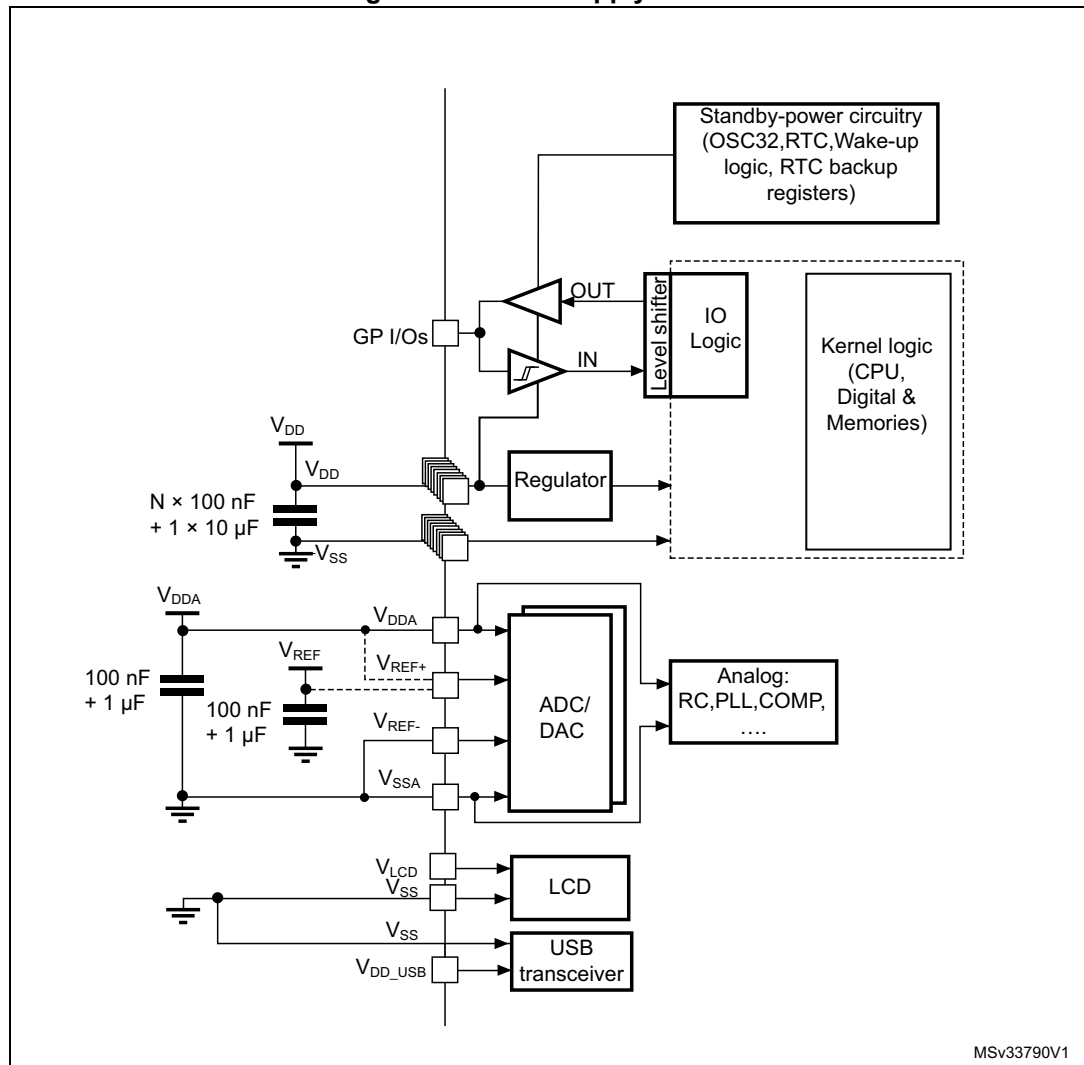 Standby-power circuitry
(OSC32,RTC,Wake-up
logic, RTC backup
registers)
OUT
Level shifter
IO
Logic
GP I/Os
IN
Kernel logic
(CPU,
Digital &
Memories)
VDD
VDD
Regulator
N × 100 nF
+ 1 × 10 µF
VSS
VDDA
VDDA
VREF
VREF+
100 nF
+ 1 µF
100 nF
+ 1 µF
VREF-
ADC/
DAC
Analog:
RC,PLL,COMP,
....
VSSA
VLCD
VSS
LCD
VSS
USB
transceiver
VDD_USB
MSv33790V1